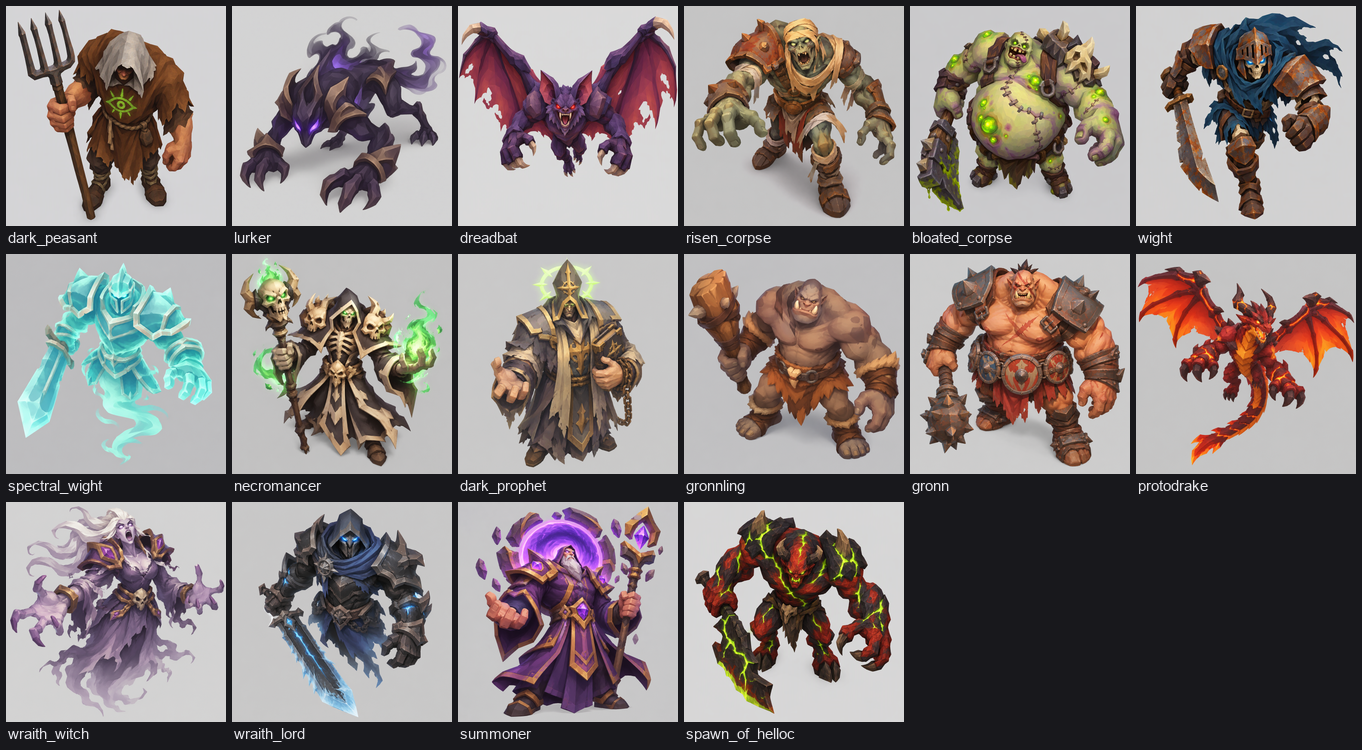 dark_peasant
lurker
dreadbat
risen_corpse
bloated_corpse
wight
spectral_wight
necromancer
dark_prophet
gronnling
gronn
protodrake
wraith_witch
wraith_lord
summoner
spawn_of_helloc